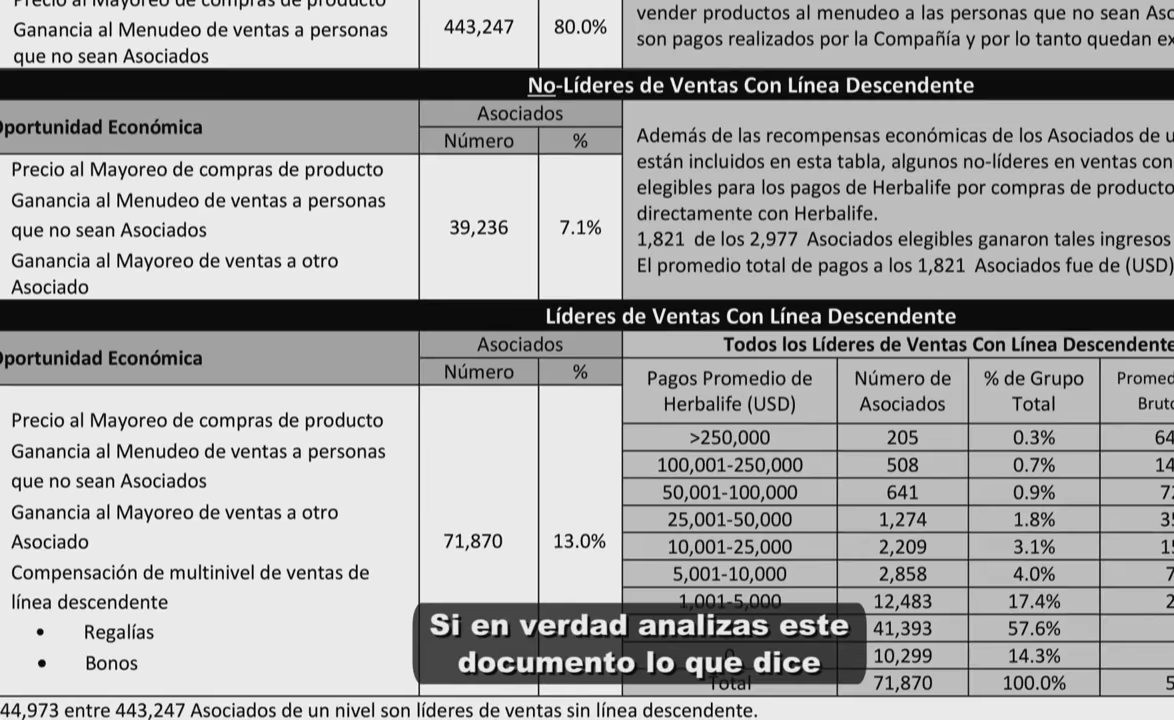 Precio al Mayoreo de compras de producto
Ganancia al Menudeo de ventas a personas
que no sean Asociados
443,247 80.0%
vender productos al menudeo a las personas que no sean
son pagos realizados por la Compañía y por lo tanto quedan
No-Líderes de Ventas Con Línea Descendente
Oportunidad Económica
Asociados
Número %
Precio al Mayoreo de compras de producto
Ganancia al Menudeo de ventas a personas
que no sean Asociados
Ganancia al Mayoreo de ventas a otro
Asociado
39,236 7.1%
Además de las recompensas económicas de los Asociados de
están incluidos en esta tabla, algunos no-líderes en ventas con
elegibles para los pagos de Herbalife por compras de producto
directamente con Herbalife.
1,821 de los 2,977 Asociados elegibles ganaron tales ingresos
El promedio total de pagos a los 1,821 Asociados fue de (USD)
Líderes de Ventas Con Línea Descendente
Oportunidad Económica
Asociados
Número %
Precio al Mayoreo de compras de producto
Ganancia al Menudeo de ventas a personas
que no sean Asociados
Ganancia al Mayoreo de ventas a otro
Asociado
Compensación de multinivel de ventas de
línea descendente
• Regalías
• Bonos
71,870 13.0%
Todos los Líderes de Ventas Con Línea Descendente
Pagos Promedio de Herbalife (USD) Número de Asociados % de Grupo Total
>250,000 205 0.3%
100,001-250,000 508 0.7%
50,001-100,000 641 0.9%
25,001-50,000 1,274 1.8%
10,001-25,000 2,209 3.1%
5,001-10,000 2,858 4.0%
1,001-5,000 12,483 17.4%
41,393 57.6%
10,299 14.3%
Total 71,870 100.0%
Si en verdad analizas este
documento lo que dice
44,973 entre 443,247 Asociados de un nivel son líderes de ventas sin línea descendente.